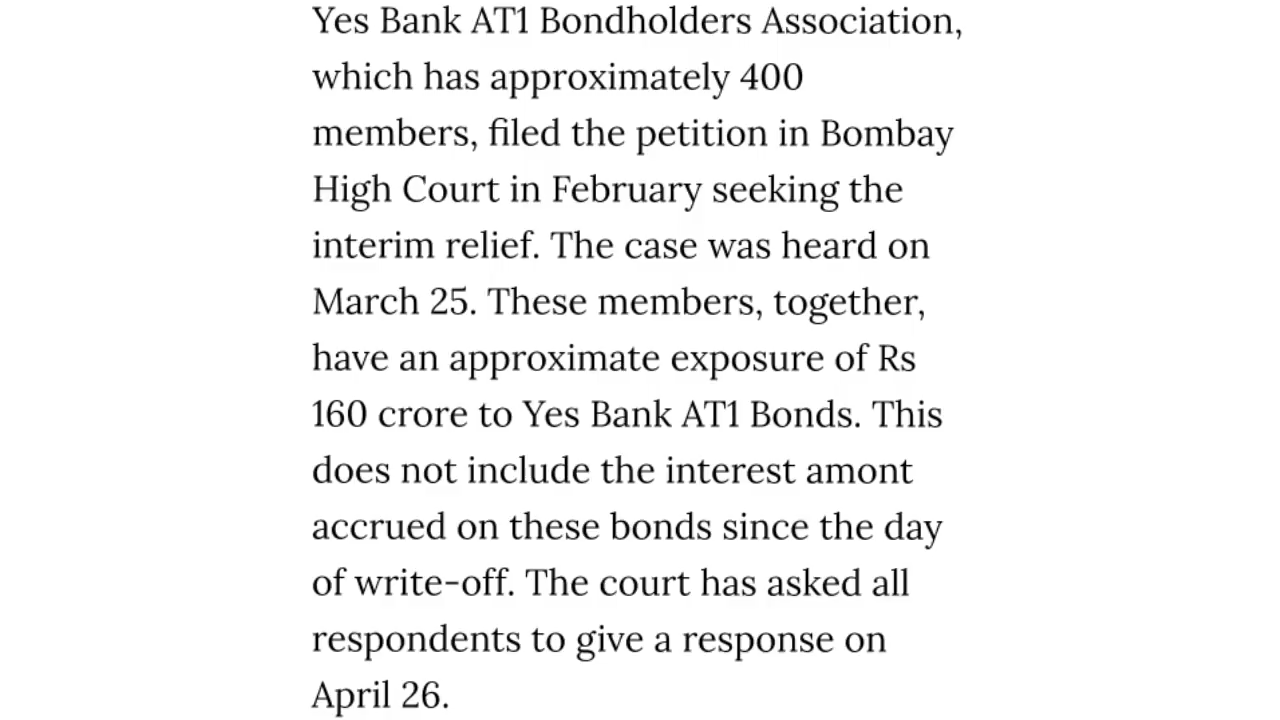 Yes Bank AT1 Bondholders Association,
which has approximately 400
members, filed the petition in Bombay
High Court in February seeking the
interim relief. The case was heard on
March 25. These members, together,
have an approximate exposure of Rs
160 crore to Yes Bank AT1 Bonds. This
does not include the interest amont
accrued on these bonds since the day
of write-off. The court has asked all
respondents to give a response on
April 26.